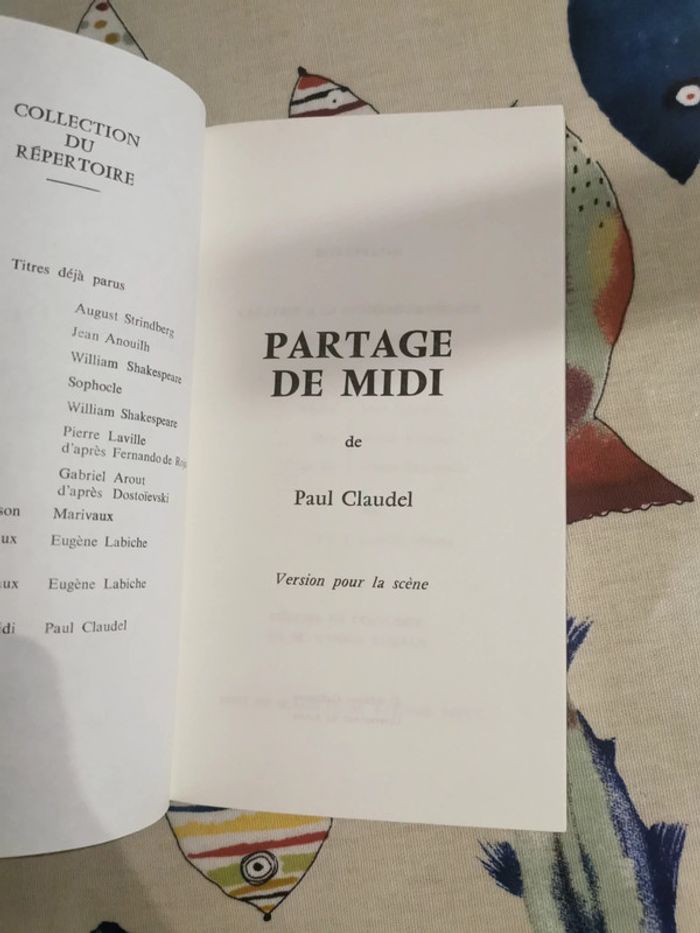 COLLECTION
DU
RÉPERTOIRE
Titres déjà parus
August Strindberg
Jean Anouilh
William Shakespeare
Sophocle
William Shakespeare
Pierre Laville
d'après Fernando de
Gabriel Arout
d'après Dostoïevski
son Marivaux
ux Eugène Labiche
ux Eugène Labiche
di Paul Claudel
PARTAGE
DE MIDI
de
Paul Claudel
Version pour la scène